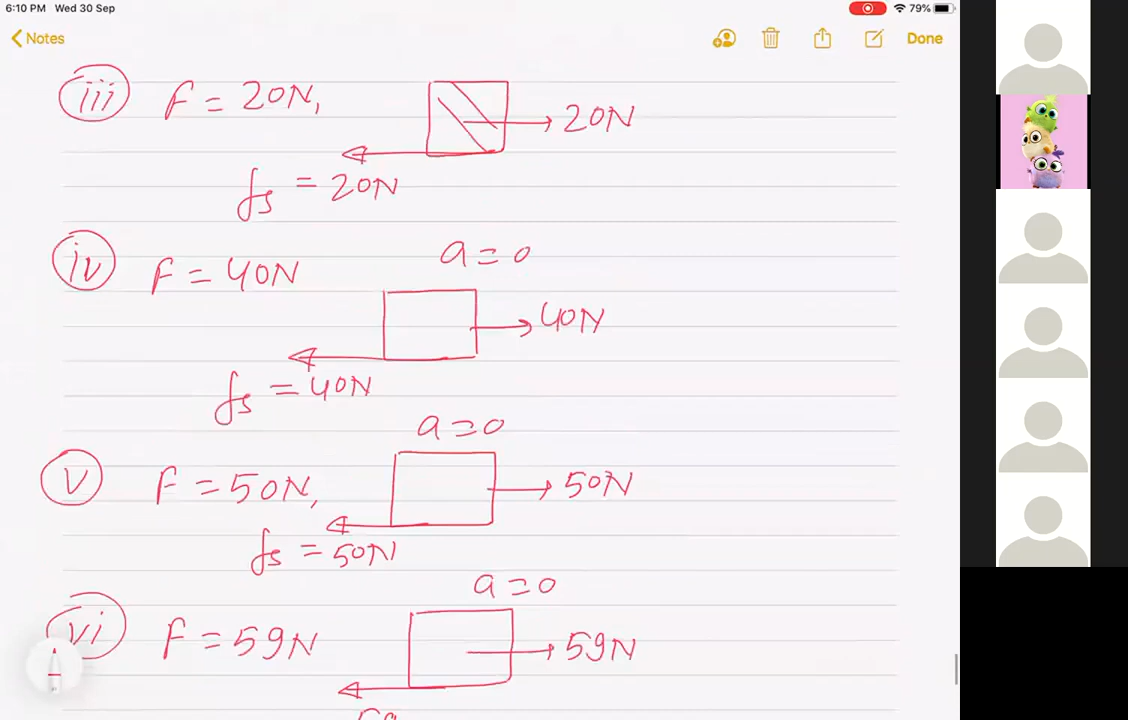 6:10 PM Wed 30 Sep 79%
Notes Done
iii F = 20N, 20N
fs = 20N
a = 0
iv F = 40N 40N
fs = 40N
a = 0
v F = 50N, 50N
fs = 50N
a = 0
vi F = 59N 59N